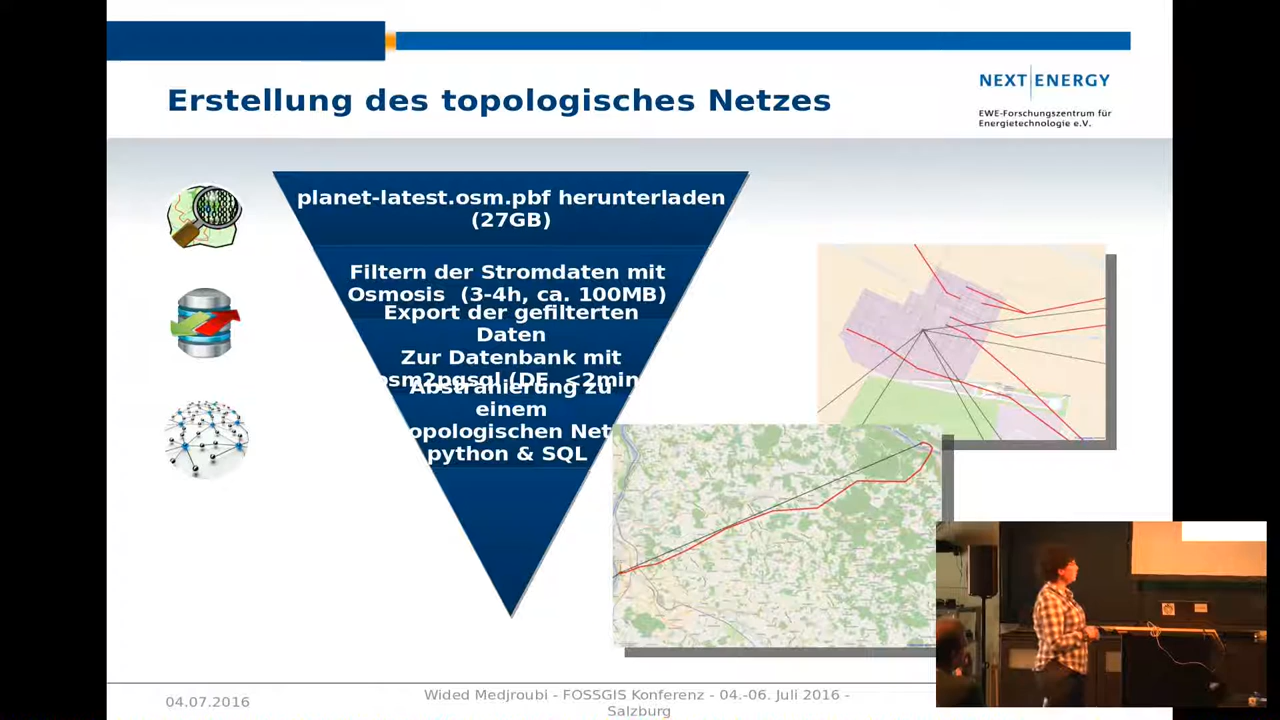 Erstellung des topologisches Netzes
NEXT ENERGY
EWE-Forschungszentrum für
Energietechnologie e.V.
planet-latest.osm.pbf herunterladen
(27GB)
Filtern der Stromdaten mit
Osmosis (3-4h, ca. 100MB)
Export der gefilterten
Daten
Zur Datenbank mit
osm2pgsql (DE, <2min
Abstrahierung zu
einem
opologischen Net
python & SQL
04.07.2016
Wided Medjroubi - FOSSGIS Konferenz - 04.-06. Juli 2016 -
Salzburg